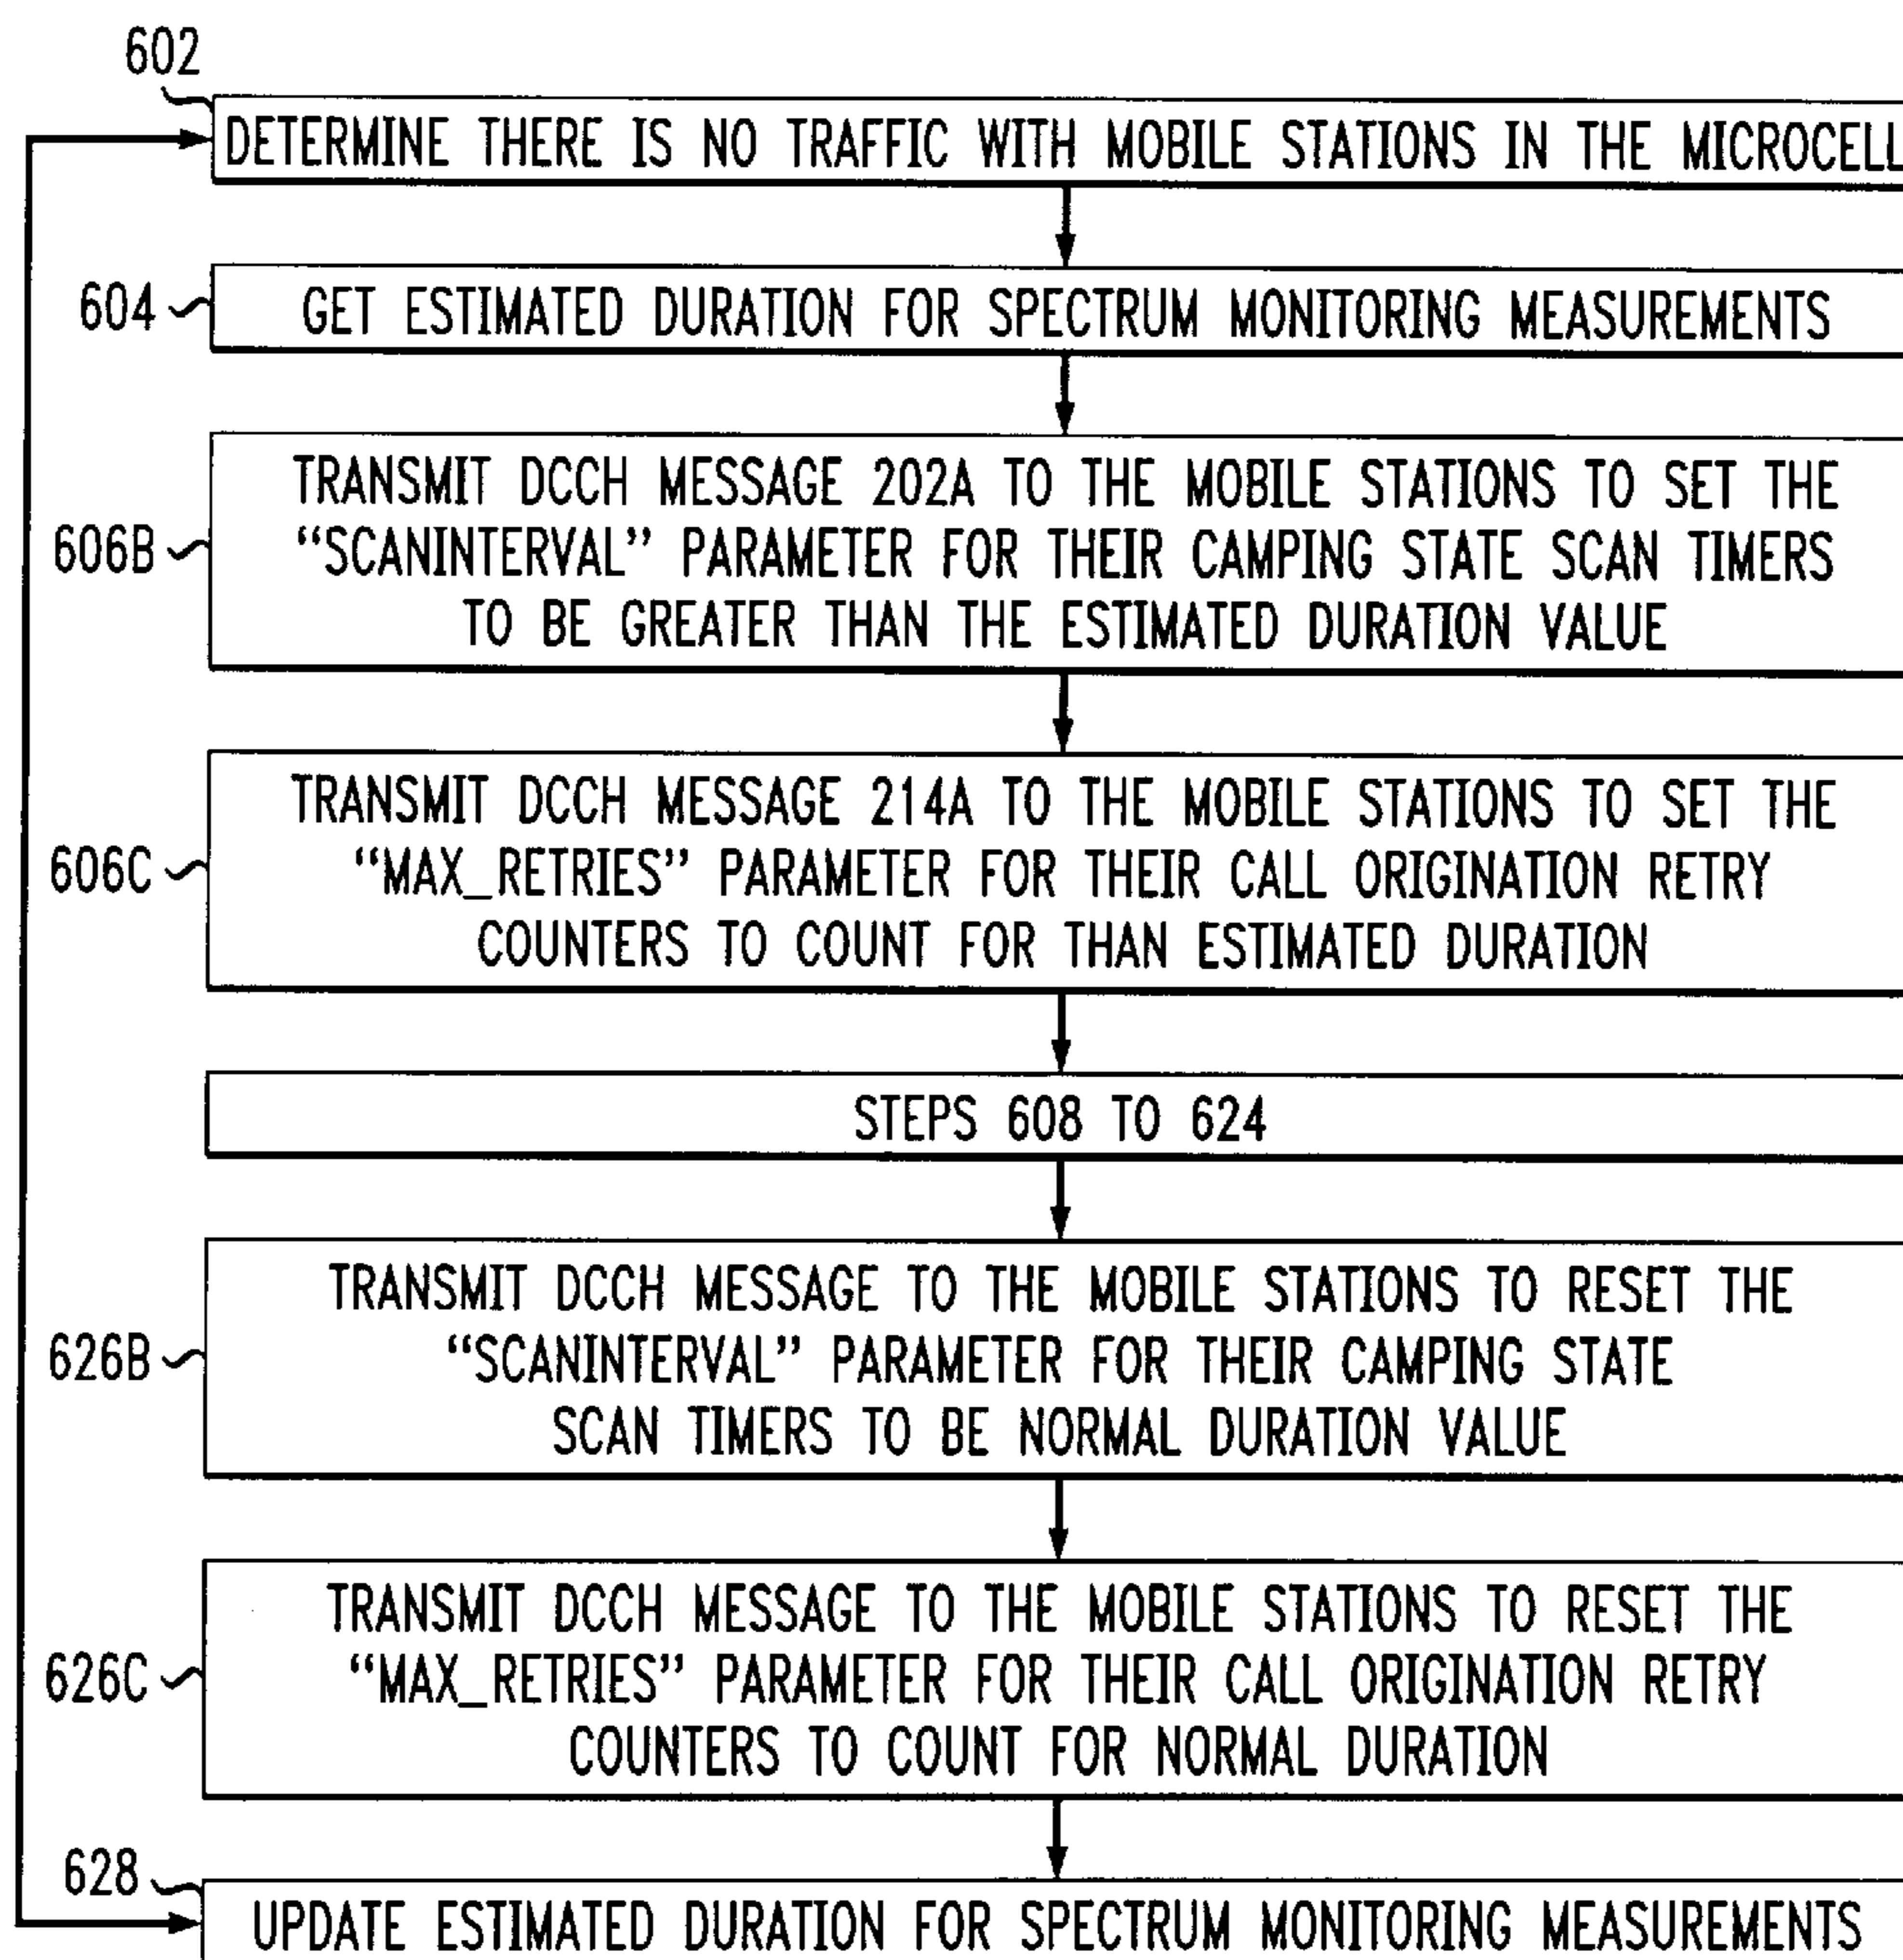 602
DETERMINE THERE IS NO TRAFFIC WITH MOBILE STATIONS IN THE MICROCELL
604
GET ESTIMATED DURATION FOR SPECTRUM MONITORING MEASUREMENTS
606B
TRANSMIT DCCH MESSAGE 202A TO THE MOBILE STATIONS TO SET THE
“SCANINTERVAL” PARAMETER FOR THEIR CAMPING STATE SCAN TIMERS
TO BE GREATER THAN THE ESTIMATED DURATION VALUE
606C
TRANSMIT DCCH MESSAGE 214A TO THE MOBILE STATIONS TO SET THE
“MAX_RETRIES” PARAMETER FOR THEIR CALL ORIGINATION RETRY
COUNTERS TO COUNT FOR THAN ESTIMATED DURATION
STEPS 608 TO 624
626B
TRANSMIT DCCH MESSAGE TO THE MOBILE STATIONS TO RESET THE
“SCANINTERVAL” PARAMETER FOR THEIR CAMPING STATE
SCAN TIMERS TO BE NORMAL DURATION VALUE
626C
TRANSMIT DCCH MESSAGE TO THE MOBILE STATIONS TO RESET THE
“MAX_RETRIES” PARAMETER FOR THEIR CALL ORIGINATION RETRY
COUNTERS TO COUNT FOR NORMAL DURATION
628
UPDATE ESTIMATED DURATION FOR SPECTRUM MONITORING MEASUREMENTS